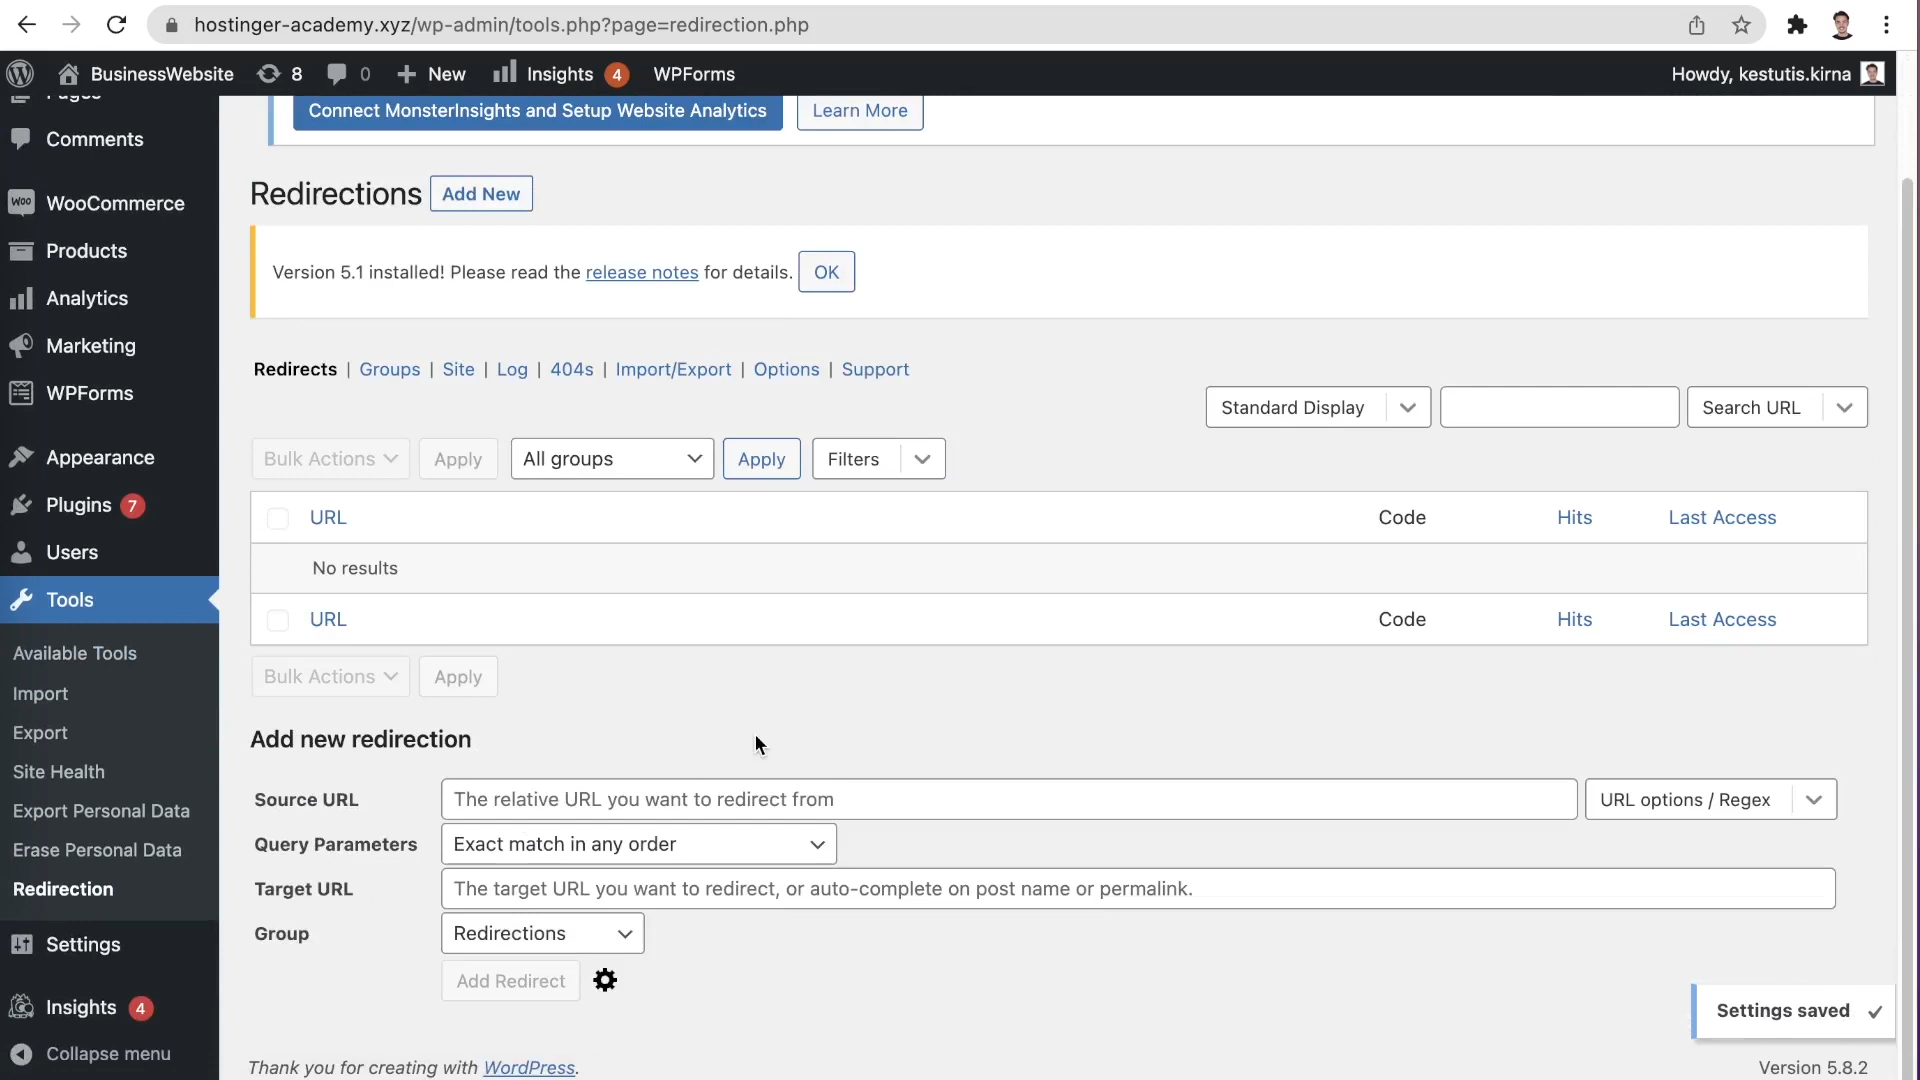 hostinger-academy.xyz/wp-admin/tools.php?page=redirection.php
BusinessWebsite 8 0 New Insights 4 WPForms Howdy, kestutis.kirna
Pages
Comments
WooCommerce
Products
Analytics
Marketing
WPForms
Appearance
Plugins 7
Users
Tools
Available Tools
Import
Export
Site Health
Export Personal Data
Erase Personal Data
Redirection
Settings
Insights 4
Collapse menu
Connect MonsterInsights and Setup Website Analytics Learn More
Redirections Add New
Version 5.1 installed! Please read the release notes for details. OK
Redirects | Groups | Site | Log | 404s | Import/Export | Options | Support
Standard Display Search URL
Bulk Actions Apply All groups Apply Filters
URL Code Hits Last Access
No results
URL Code Hits Last Access
Bulk Actions Apply
Add new redirection
Source URL The relative URL you want to redirect from URL options / Regex
Query Parameters Exact match in any order
Target URL The target URL you want to redirect, or auto-complete on post name or permalink.
Group Redirections
Add Redirect
Settings saved
Thank you for creating with WordPress. Version 5.8.2